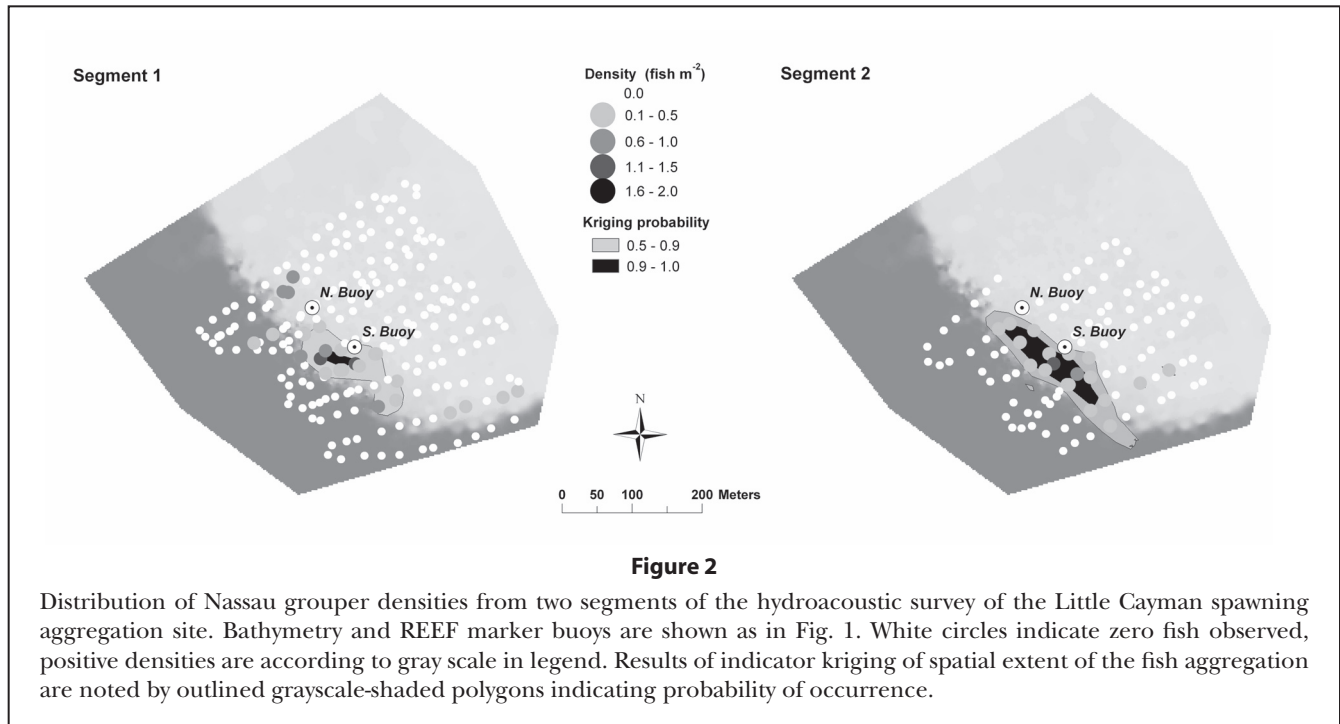 Segment 1
Density (fish m-2)
0.0
0.1 - 0.5
0.6 - 1.0
1.1 - 1.5
1.6 - 2.0
Kriging probability
0.5 - 0.9
0.9 - 1.0
Segment 2
N. Buoy
S. Buoy
N. Buoy
S. Buoy
N
0 50 100 200 Meters
Figure 2
Distribution of Nassau grouper densities from two segments of the hydroacoustic survey of the Little Cayman spawning
aggregation site. Bathymetry and REEF marker buoys are shown as in Fig. 1. White circles indicate zero fish observed,
positive densities are according to gray scale in legend. Results of indicator kriging of spatial extent of the fish aggregation
are noted by outlined grayscale-shaded polygons indicating probability of occurrence.